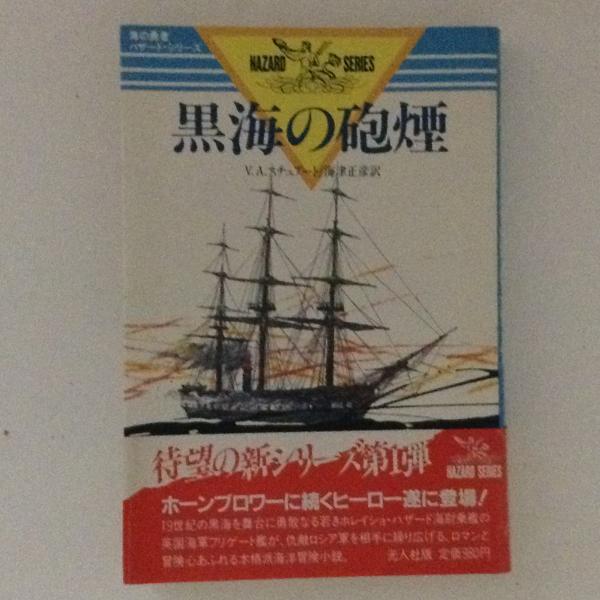 海の勇者
ハザード・シリーズ
HAZARD SERIES
黒海の砲煙
V.A.スチュアート/海津正彦訳
待望の新シリーズ第1弾
HAZARD SERIES
ホーンブロワーに続くヒーロー遂に登場!
19世紀の黒海を舞台に勇敢なる若きホレイショ・ハザード海尉乗艦の
英国海軍フリゲート艦が、仇敵ロシア軍を相手に繰り広げる、ロマンと
冒険心あふれる本格派海洋冒険小説。 光人社版 定価980円